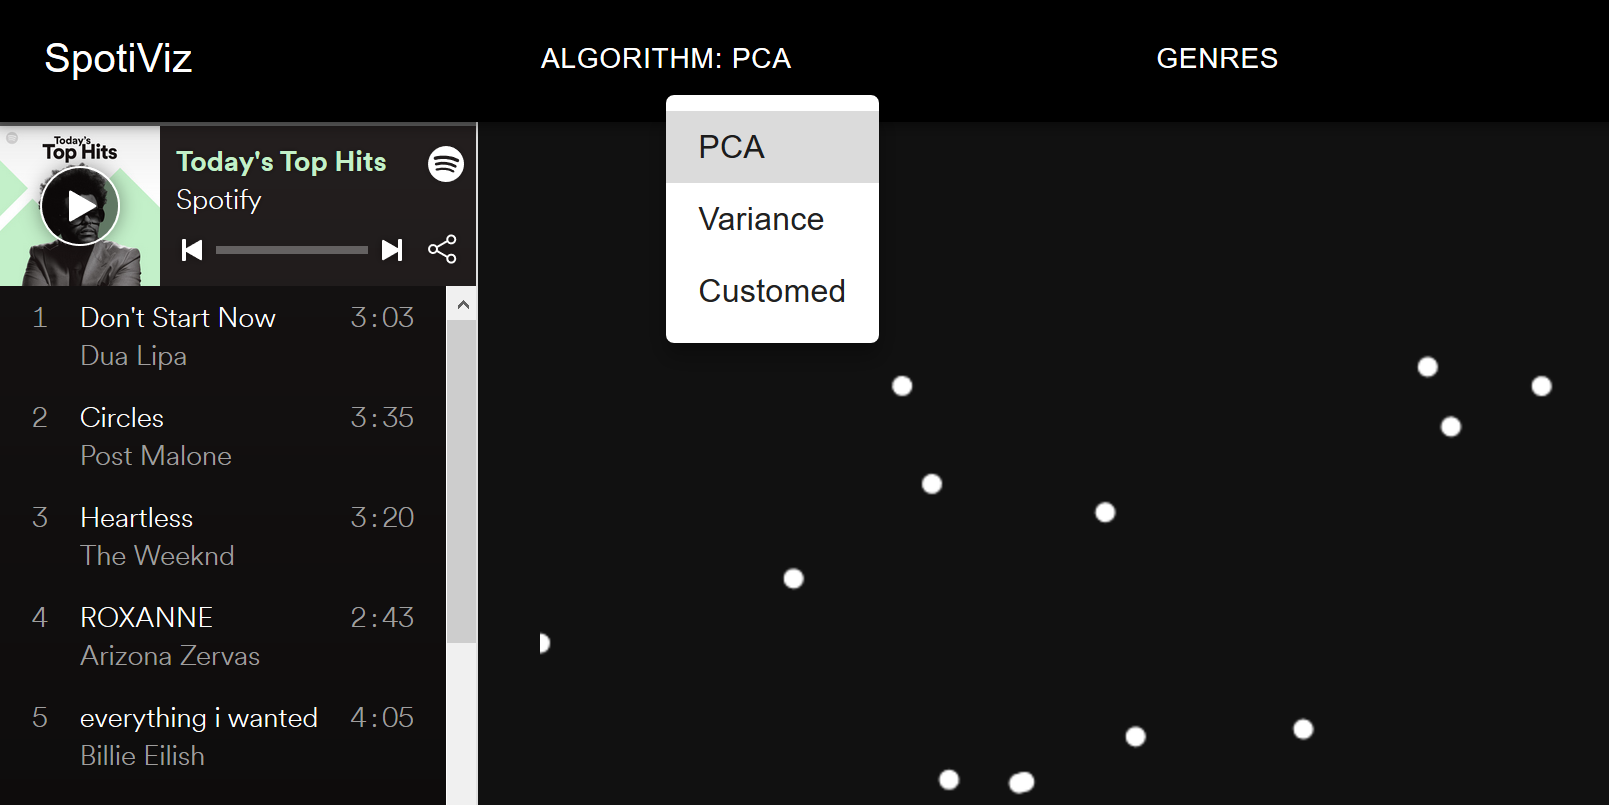 SpotiViz
ALGORITHM: PCA
GENRES
PCA
Variance
Customed
Today's
Top Hits
Today's Top Hits
Spotify
1 Don't Start Now 3:03
Dua Lipa
2 Circles 3:35
Post Malone
3 Heartless 3:20
The Weeknd
4 ROXANNE 2:43
Arizona Zervas
5 everything i wanted 4:05
Billie Eilish